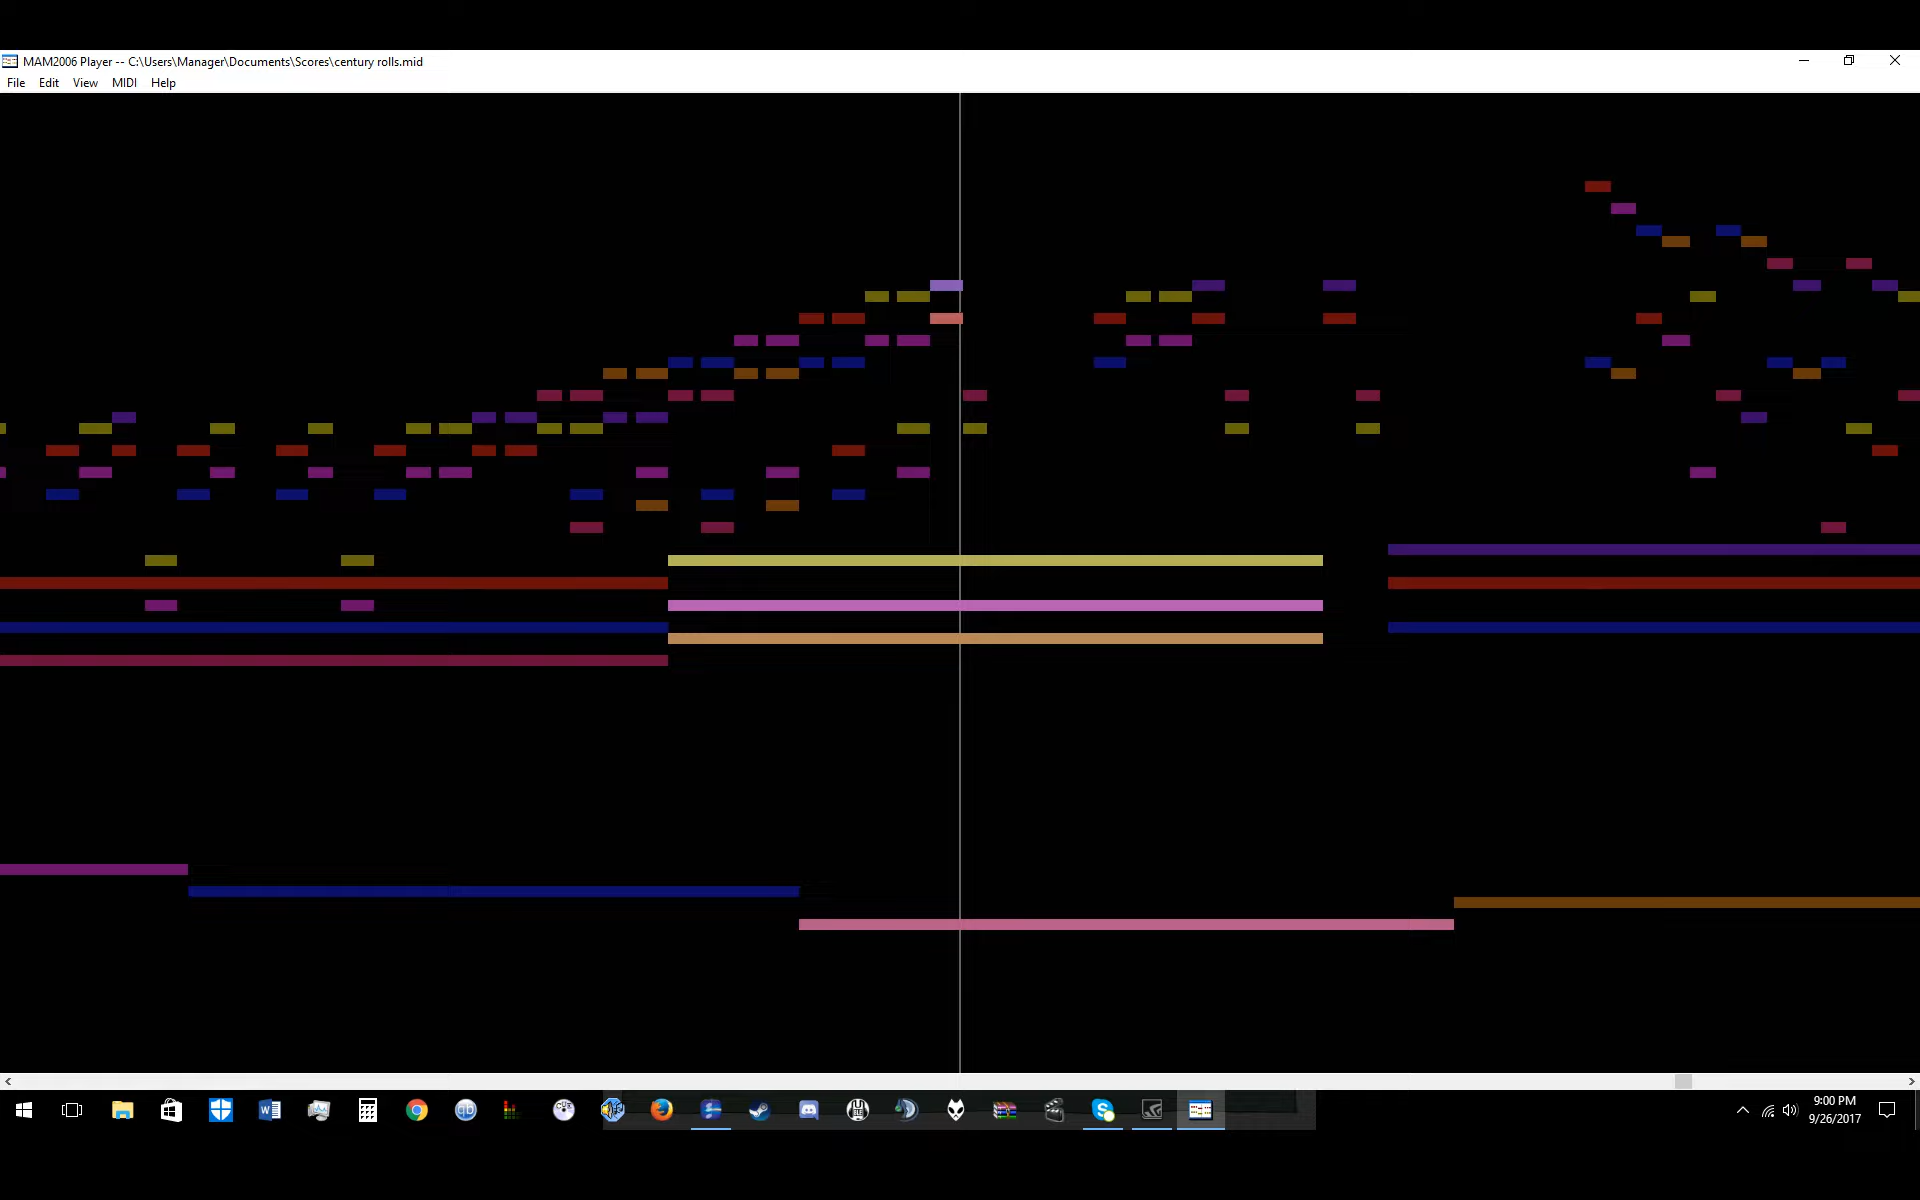 MAM2006 Player -- C:\Users\Manager\Documents\Scores\century rolls.mid
File Edit View MIDI Help
9:00 PM
9/26/2017